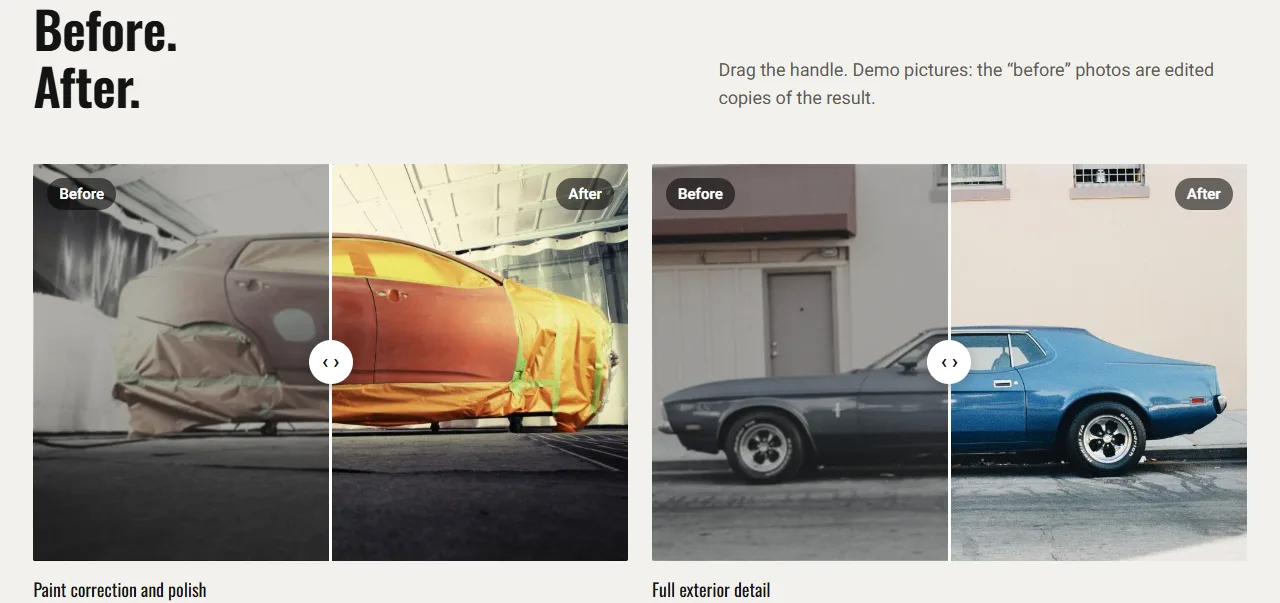 Before.
After.
Drag the handle. Demo pictures: the “before” photos are edited
copies of the result.
Before
After
Before
After
Paint correction and polish
Full exterior detail